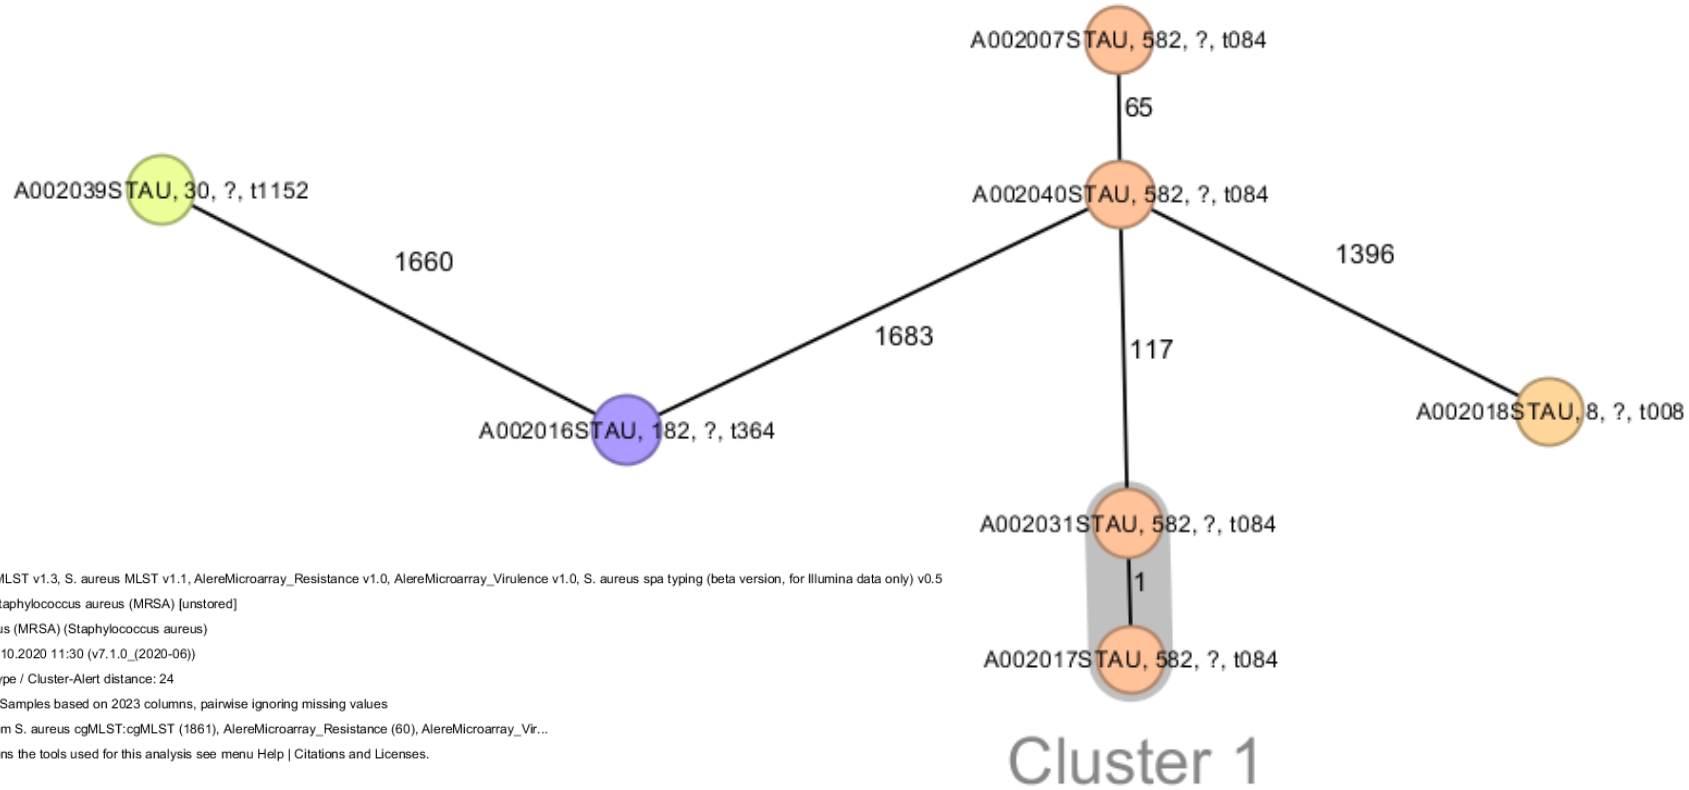 A002007STAU, 582, ?, t084
65
A002039STAU, 30, ?, t1152
A002040STAU, 582, ?, t084
1660
1396
1683
117
A002016STAU, 182, ?, t364
A002018STAU, 8, ?, t008
A002031STAU, 582, ?, t084
1
A002017STAU, 582, ?, t084
Cluster 1
MLST v1.3, S. aureus MLST v1.1, AlereMicroarray_Resistance v1.0, AlereMicroarray_Virulence v1.0, S. aureus spa typing (beta version, for Illumina data only) v0.5
taphylococcus aureus (MRSA) [unstored]
us (MRSA) (Staphylococcus aureus)
10.2020 11:30 (v7.1.0_(2020-06))
ype / Cluster-Alert distance: 24
Samples based on 2023 columns, pairwise ignoring missing values
m S. aureus cgMLST:cgMLST (1861), AlereMicroarray_Resistance (60), AlereMicroarray_Vir...
ns the tools used for this analysis see menu Help | Citations and Licenses.